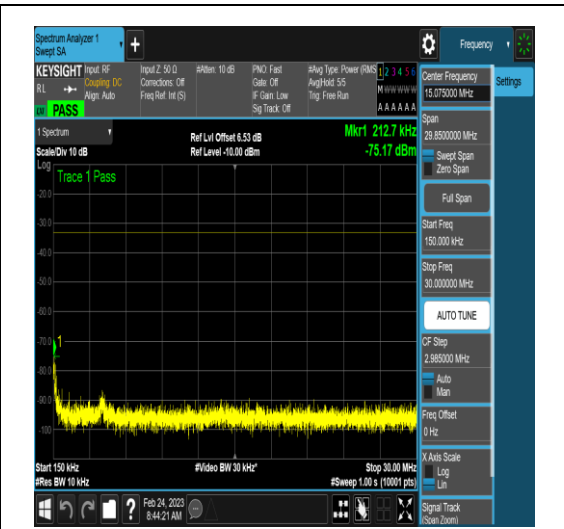 Spectrum Analyzer 1
Swept SA
+
Frequency
KEYSIGHT
Input: RF
Input Z: 50 Ω
#Atten: 10 dB
PNO: Fast
#Avg Type: Power (RMS
1 2 3 4 5 6
RL
Coupling: DC
Corrections: Off
Gate: Off
Avg|Hold: 5/5
M W W W W W
Align: Auto
Freq Ref: Int (S)
IF Gain: Low
Trig: Free Run
Sig Track: Off
A A A A A A
PASS
1 Spectrum
Ref Lvl Offset 6.53 dB
Mkr1 212.7 kHz
Scale/Div 10 dB
Ref Level -10.00 dBm
-75.17 dBm
Log
Trace 1 Pass
-20.0
-30.0
-40.0
-50.0
-60.0
-70.0
1
-80.0
-90.0
-100
Start 150 kHz
#Video BW 30 kHz*
Stop 30.00 MHz
#Res BW 10 kHz
#Sweep 1.00 s (10001 pts)
?
Feb 24, 2023
8:44:21 AM
Center Frequency
15.075000 MHz
Settings
Span
29.8500000 MHz
Swept Span
Zero Span
Full Span
Start Freq
150.000 kHz
Stop Freq
30.000000 MHz
AUTO TUNE
CF Step
2.985000 MHz
Auto
Man
Freq Offset
0 Hz
X Axis Scale
Log
Lin
Signal Track
(Span Zoom)